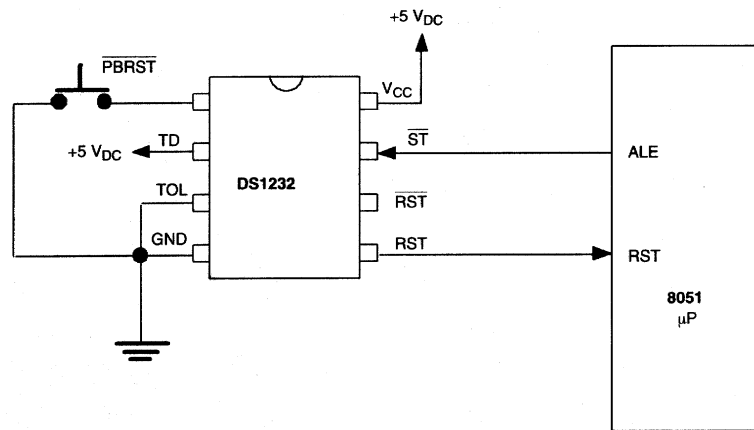 +5 VDC
PBRST
VCC
TD
+5 VDC
ST
ALE
DS1232
TOL
RST
GND
RST
RST
8051
µP